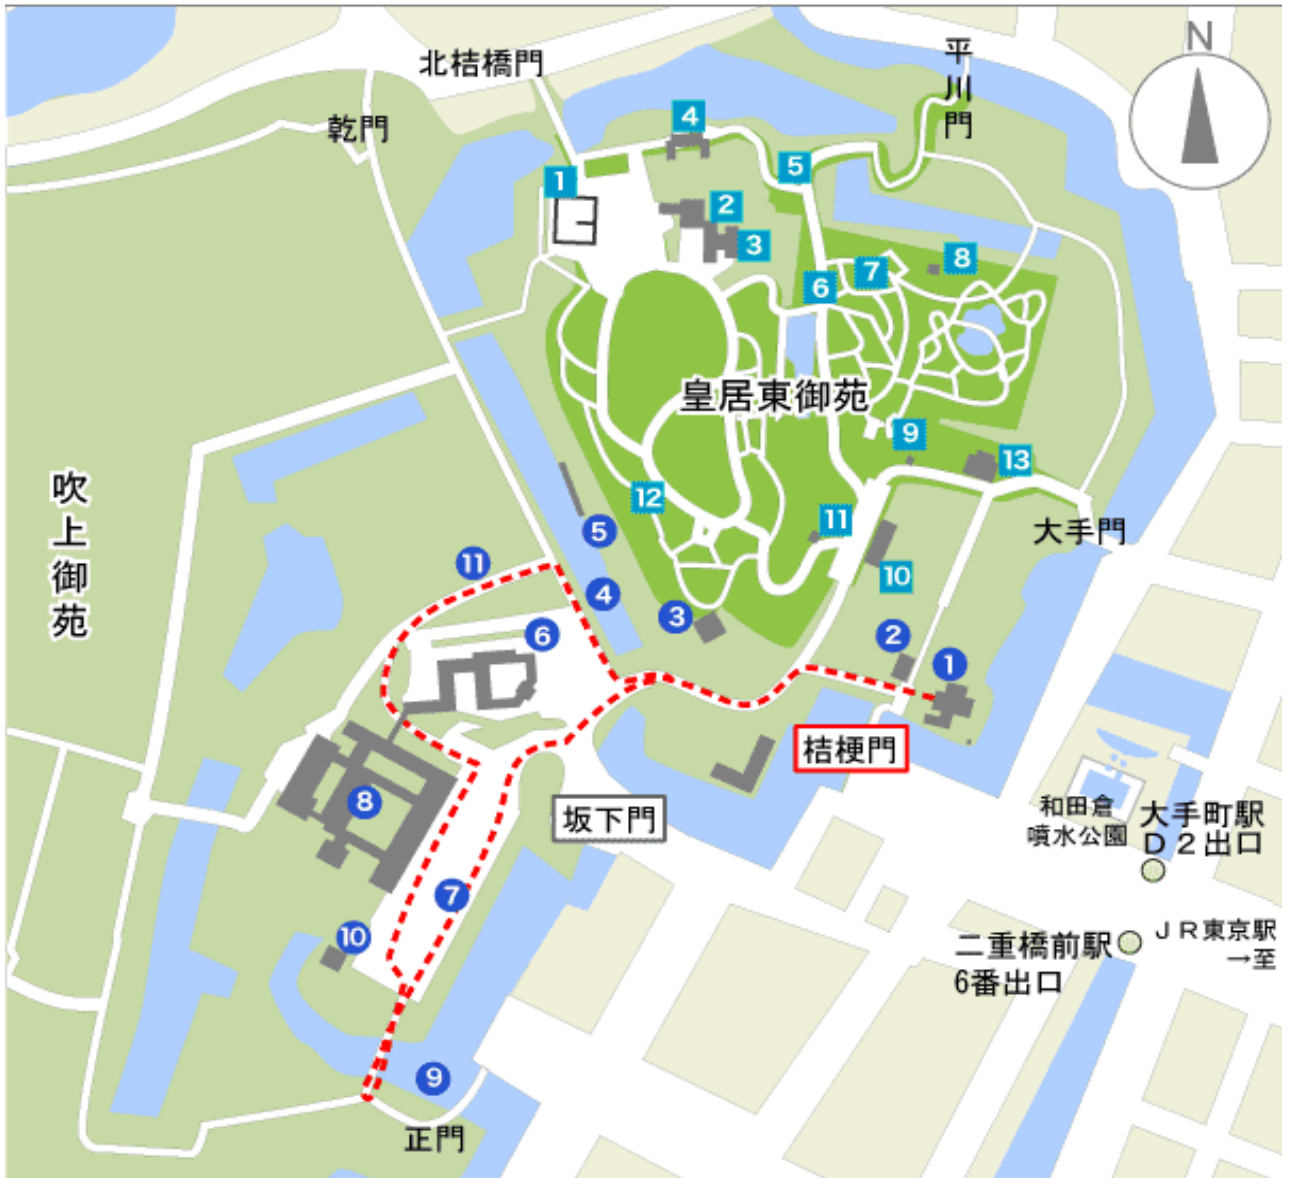 北桔橋門
平川門
N
乾門
4
5
1
2
3
7
8
6
皇居東御苑
9
13
吹上御苑
12
大手門
11
5
11
10
4
3
2
6
1
桔梗門
8
坂下門
和田倉
噴水公園
大手町駅
D2出口
7
10
二重橋前駅
6番出口
JR東京駅
→至
9
正門